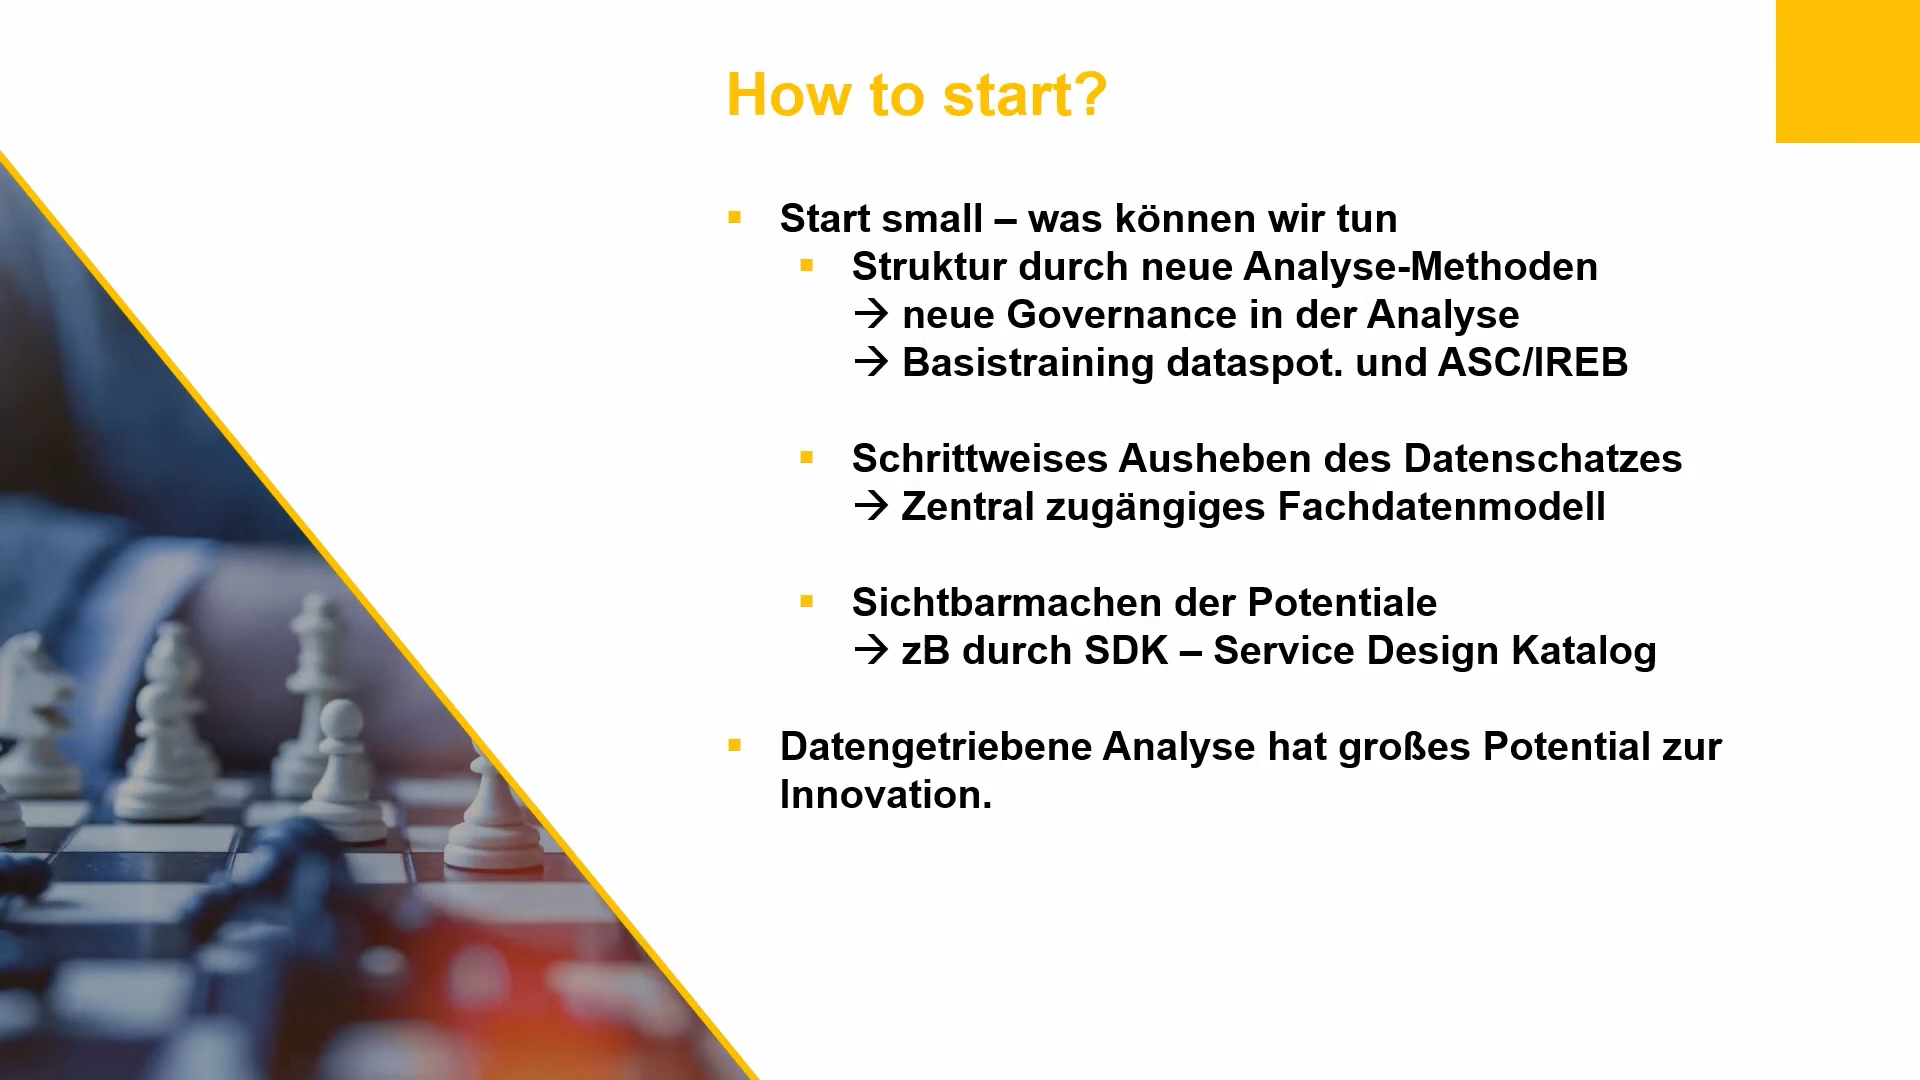 How to start?
Start small – was können wir tun
Struktur durch neue Analyse-Methoden
→ neue Governance in der Analyse
→ Basistraining dataspot. und ASC/IREB
Schrittweises Ausheben des Datenschatzes
→ Zentral zugängiges Fachdatenmodell
Sichtbarmachen der Potentiale
→ zB durch SDK – Service Design Katalog
Datengetriebene Analyse hat großes Potential zur
Innovation.